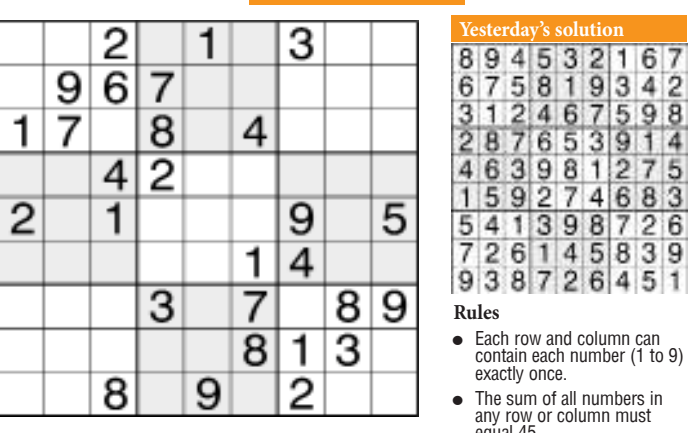 2 1 3
9 6 7
1 7 8 4
4 2
2 1 9 5
1 4
3 7 8 9
8 1 3
8 9 2
Yesterday's solution
8 9 4 5 3 2 1 6 7
6 7 5 8 1 9 3 4 2
3 1 2 4 6 7 5 9 8
2 8 7 6 5 3 9 1 4
4 6 3 9 8 1 2 7 5
1 5 9 2 7 4 6 8 3
5 4 1 3 9 8 7 2 6
7 2 6 1 4 5 8 3 9
9 3 8 7 2 6 4 5 1
Rules
● Each row and column can
contain each number (1 to 9)
exactly once.
● The sum of all numbers in
any row or column must
equal 45.